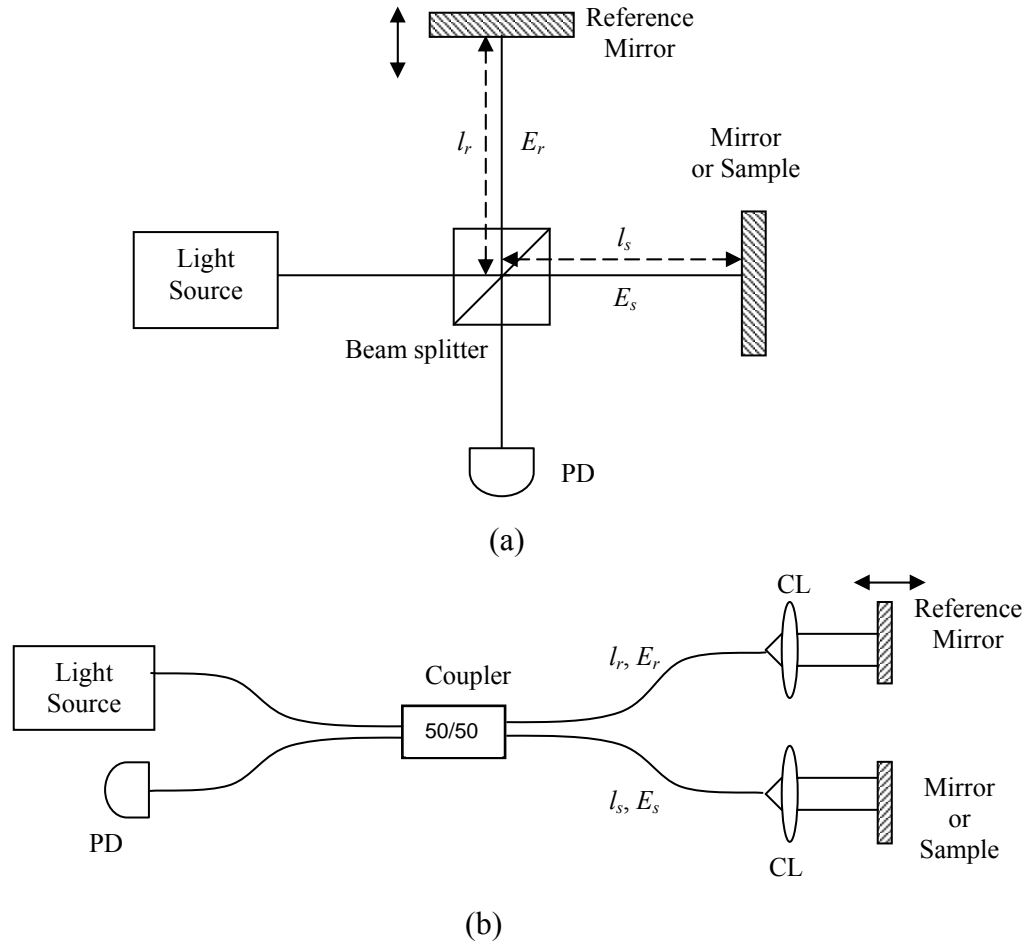 Reference
Mirror
l_r
E_r
Mirror
or Sample
Light
Source
l_s
E_s
Beam splitter
PD
(a)
CL
Reference
Mirror
Light
Source
Coupler
l_r, E_r
50/50
l_s, E_s
Mirror
or
Sample
PD
CL
(b)